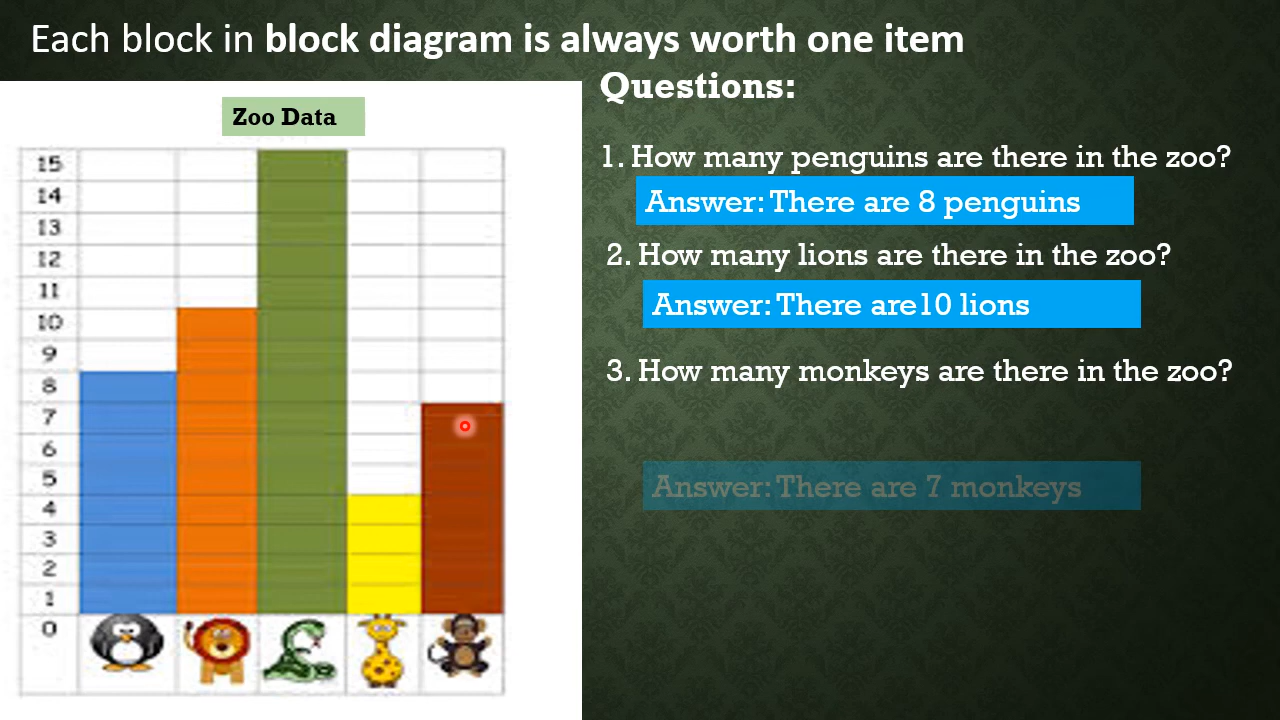 Each block in block diagram is always worth one item
Questions:
Zoo Data
15
14
13
12
11
10
9
8
7
6
5
4
3
2
1
0
1. How many penguins are there in the zoo?
Answer: There are 8 penguins
2. How many lions are there in the zoo?
Answer: There are10 lions
3. How many monkeys are there in the zoo?
Answer: There are 7 monkeys